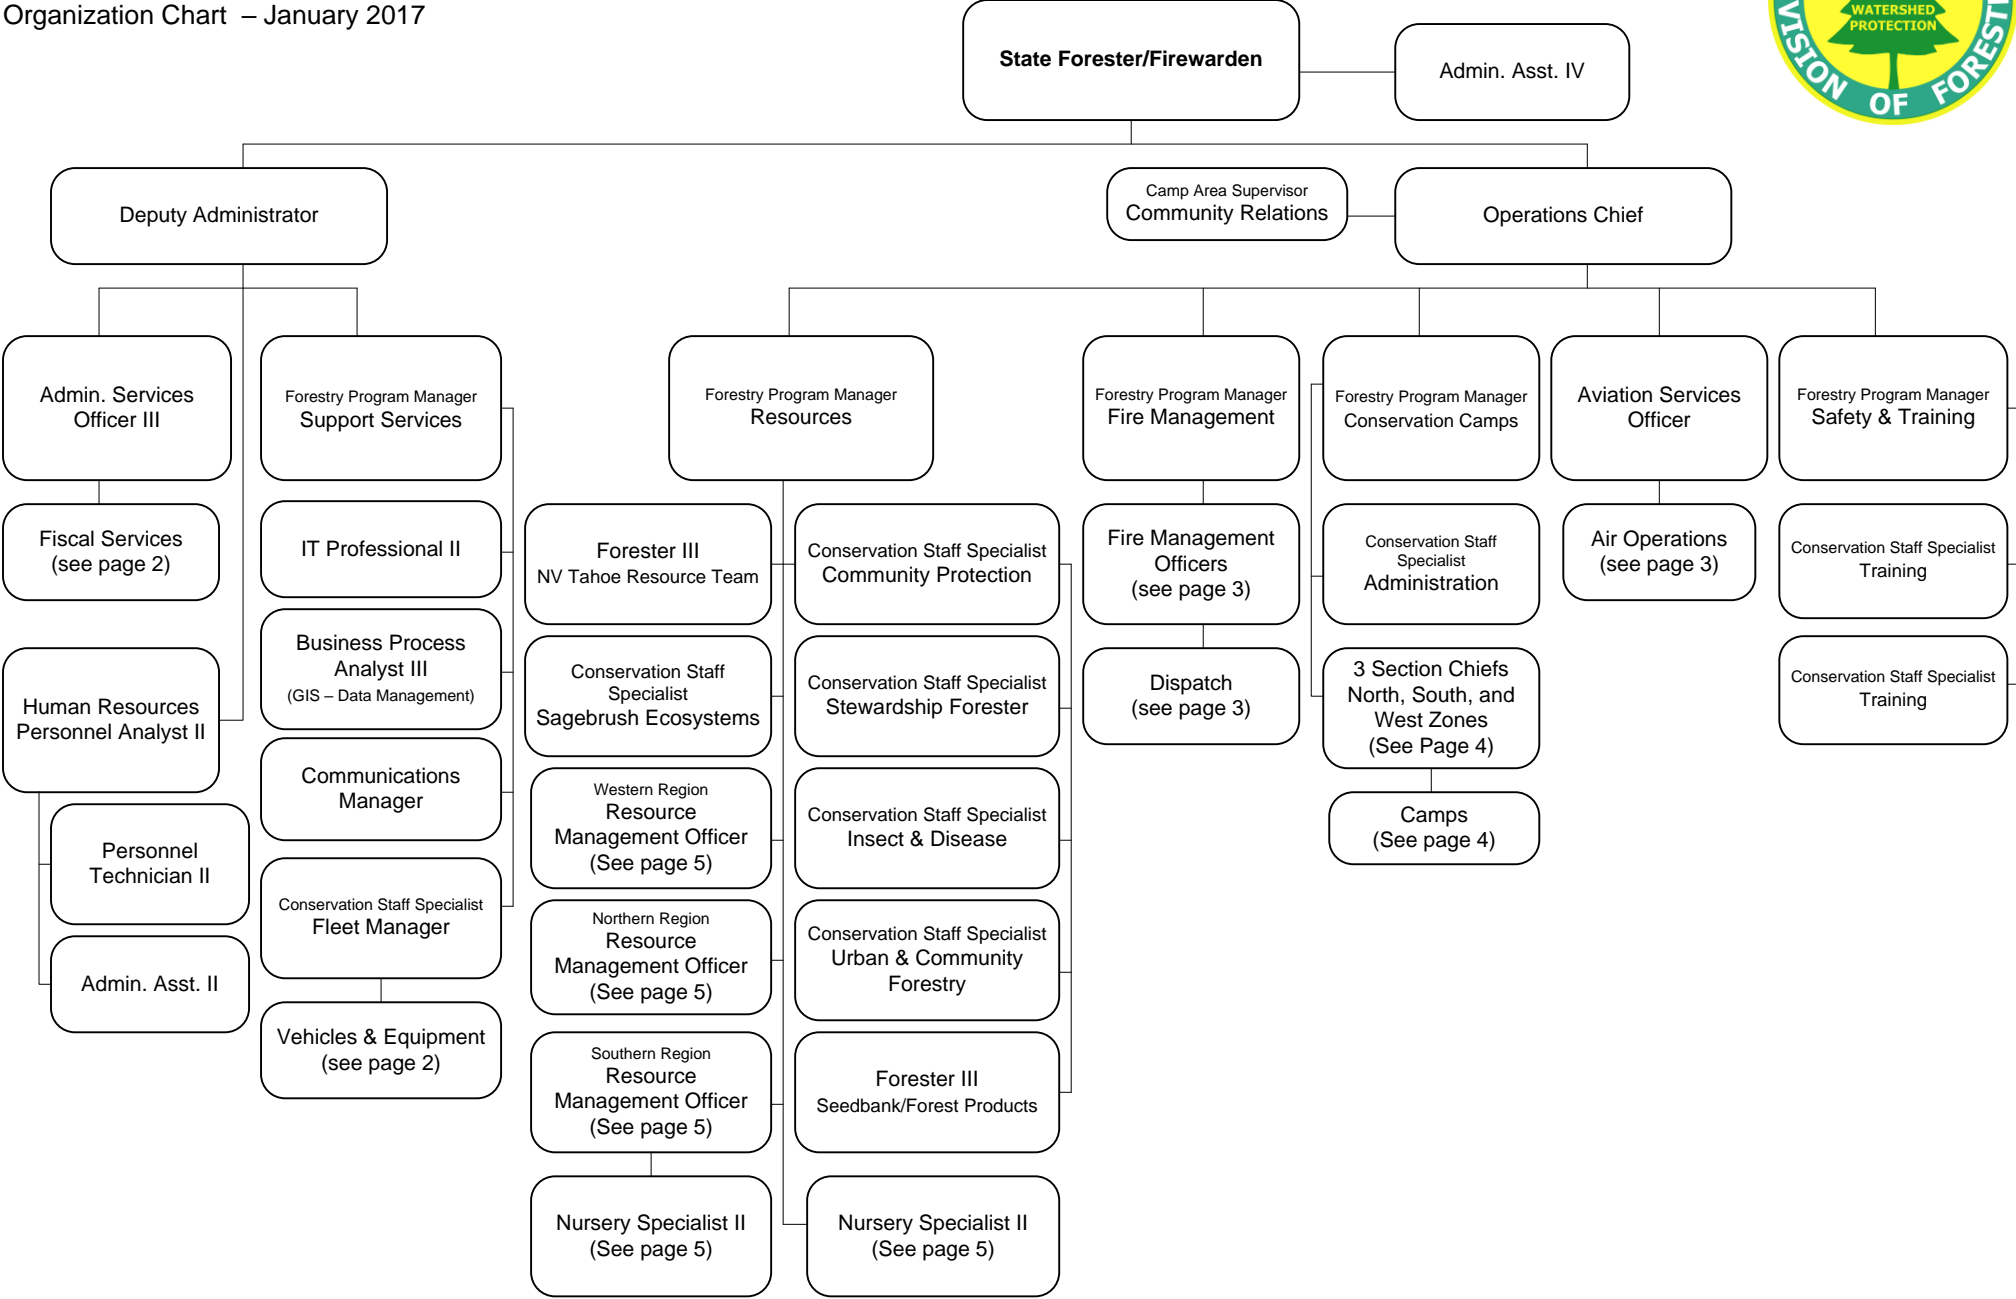 Organization Chart – January 2017
WATERSHED
PROTECTION
VISION OF FOREST
State Forester/Firewarden
Admin. Asst. IV
Deputy Administrator
Camp Area Supervisor
Community Relations
Operations Chief
Admin. Services
Officer III
Forestry Program Manager
Support Services
Forestry Program Manager
Resources
Forestry Program Manager
Fire Management
Forestry Program Manager
Conservation Camps
Aviation Services
Officer
Forestry Program Manager
Safety & Training
Fiscal Services
(see page 2)
IT Professional II
Forester III
NV Tahoe Resource Team
Conservation Staff Specialist
Community Protection
Fire Management
Officers
(see page 3)
Conservation Staff
Specialist
Administration
Air Operations
(see page 3)
Conservation Staff Specialist
Training
Human Resources
Personnel Analyst II
Business Process
Analyst III
(GIS – Data Management)
Conservation Staff
Specialist
Sagebrush Ecosystems
Conservation Staff Specialist
Stewardship Forester
Dispatch
(see page 3)
3 Section Chiefs
North, South, and
West Zones
(See Page 4)
Conservation Staff Specialist
Training
Communications
Manager
Western Region
Resource
Management Officer
(See page 5)
Conservation Staff Specialist
Insect & Disease
Camps
(See page 4)
Personnel
Technician II
Conservation Staff Specialist
Fleet Manager
Northern Region
Resource
Management Officer
(See page 5)
Conservation Staff Specialist
Urban & Community
Forestry
Admin. Asst. II
Vehicles & Equipment
(see page 2)
Southern Region
Resource
Management Officer
(See page 5)
Forester III
Seedbank/Forest Products
Nursery Specialist II
(See page 5)
Nursery Specialist II
(See page 5)